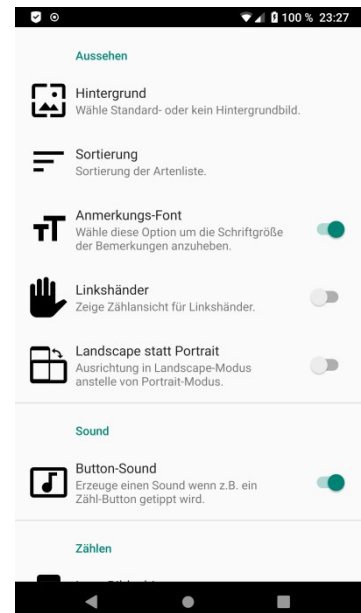 100 % 23:27
Aussehen
Hintergrund
Wähle Standard- oder kein Hintergrundbild.
Sortierung
Sortierung der Artenliste.
Anmerkungs-Font
Wähle diese Option um die Schriftgröße
der Bemerkungen anzuheben.
Linkshänder
Zeige Zählansicht für Linkshänder.
Landscape statt Portrait
Ausrichtung in Landscape-Modus
anstelle von Portrait-Modus.
Sound
Button-Sound
Erzeuge einen Sound wenn z.B. ein
Zähl-Button getippt wird.
Zählen